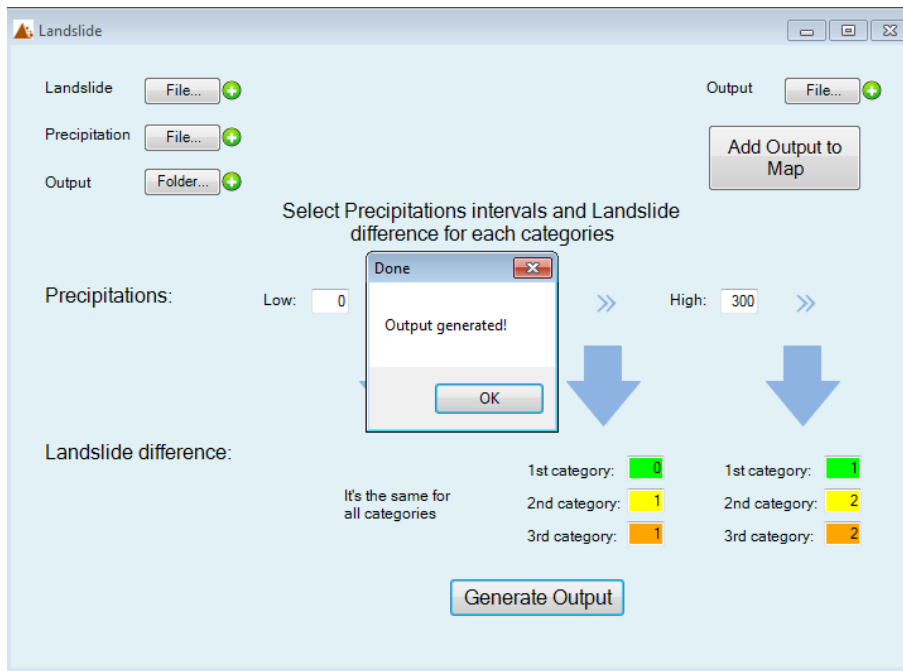 Landslide
Landslide File... Output File...
Precipitation File...
Add Output to
Map
Output Folder...
Select Precipitations intervals and Landslide
difference for each categories
Done
Output generated!
OK
Precipitations: Low: 0 High: 300
Landslide difference:
It's the same for
all categories
1st category: 0 1st category: 1
2nd category: 1 2nd category: 2
3rd category: 1 3rd category: 2
Generate Output